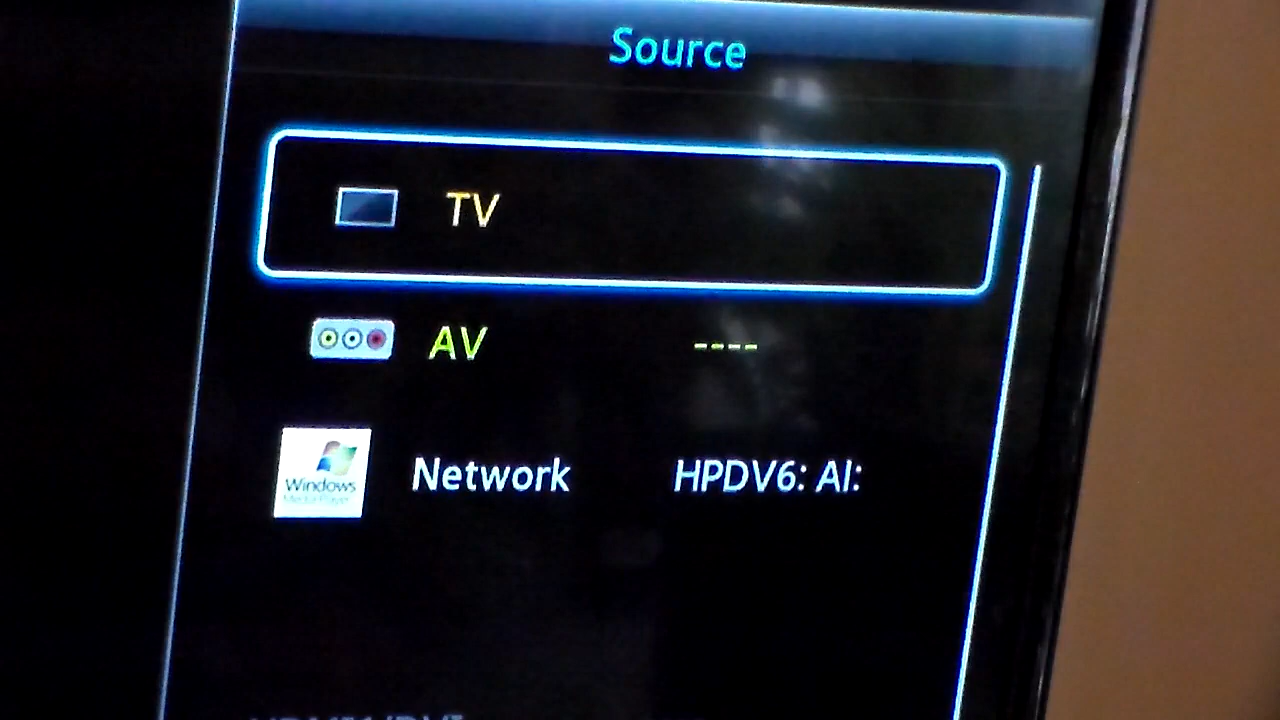 Source
TV
AV ----
Network HPDV6: Al:
Windows
Media Player